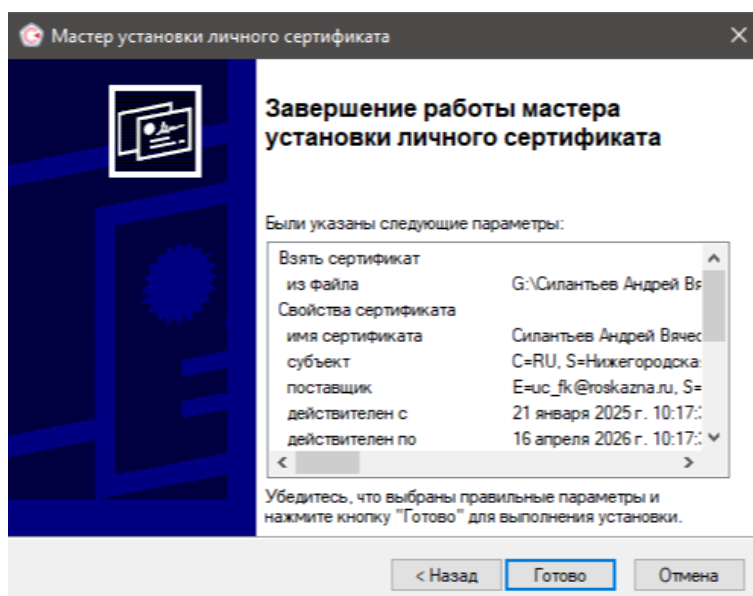 Мастер установки личного сертификата
Завершение работы мастера
установки личного сертификата
Были указаны следующие параметры:
Взять сертификат
из файла G:\Силантьев Андрей Вя
Свойства сертификата
имя сертификата Силантьев Андрей Вячес
субъект C=RU, S=Нижегородска
поставщик E=uc_fk@roskazna.ru, S=
действителен с 21 января 2025 г. 10:17:
действителен по 16 апреля 2026 г. 10:17:
Убедитесь, что выбраны правильные параметры и
нажмите кнопку "Готово" для выполнения установки.
< Назад Готово Отмена